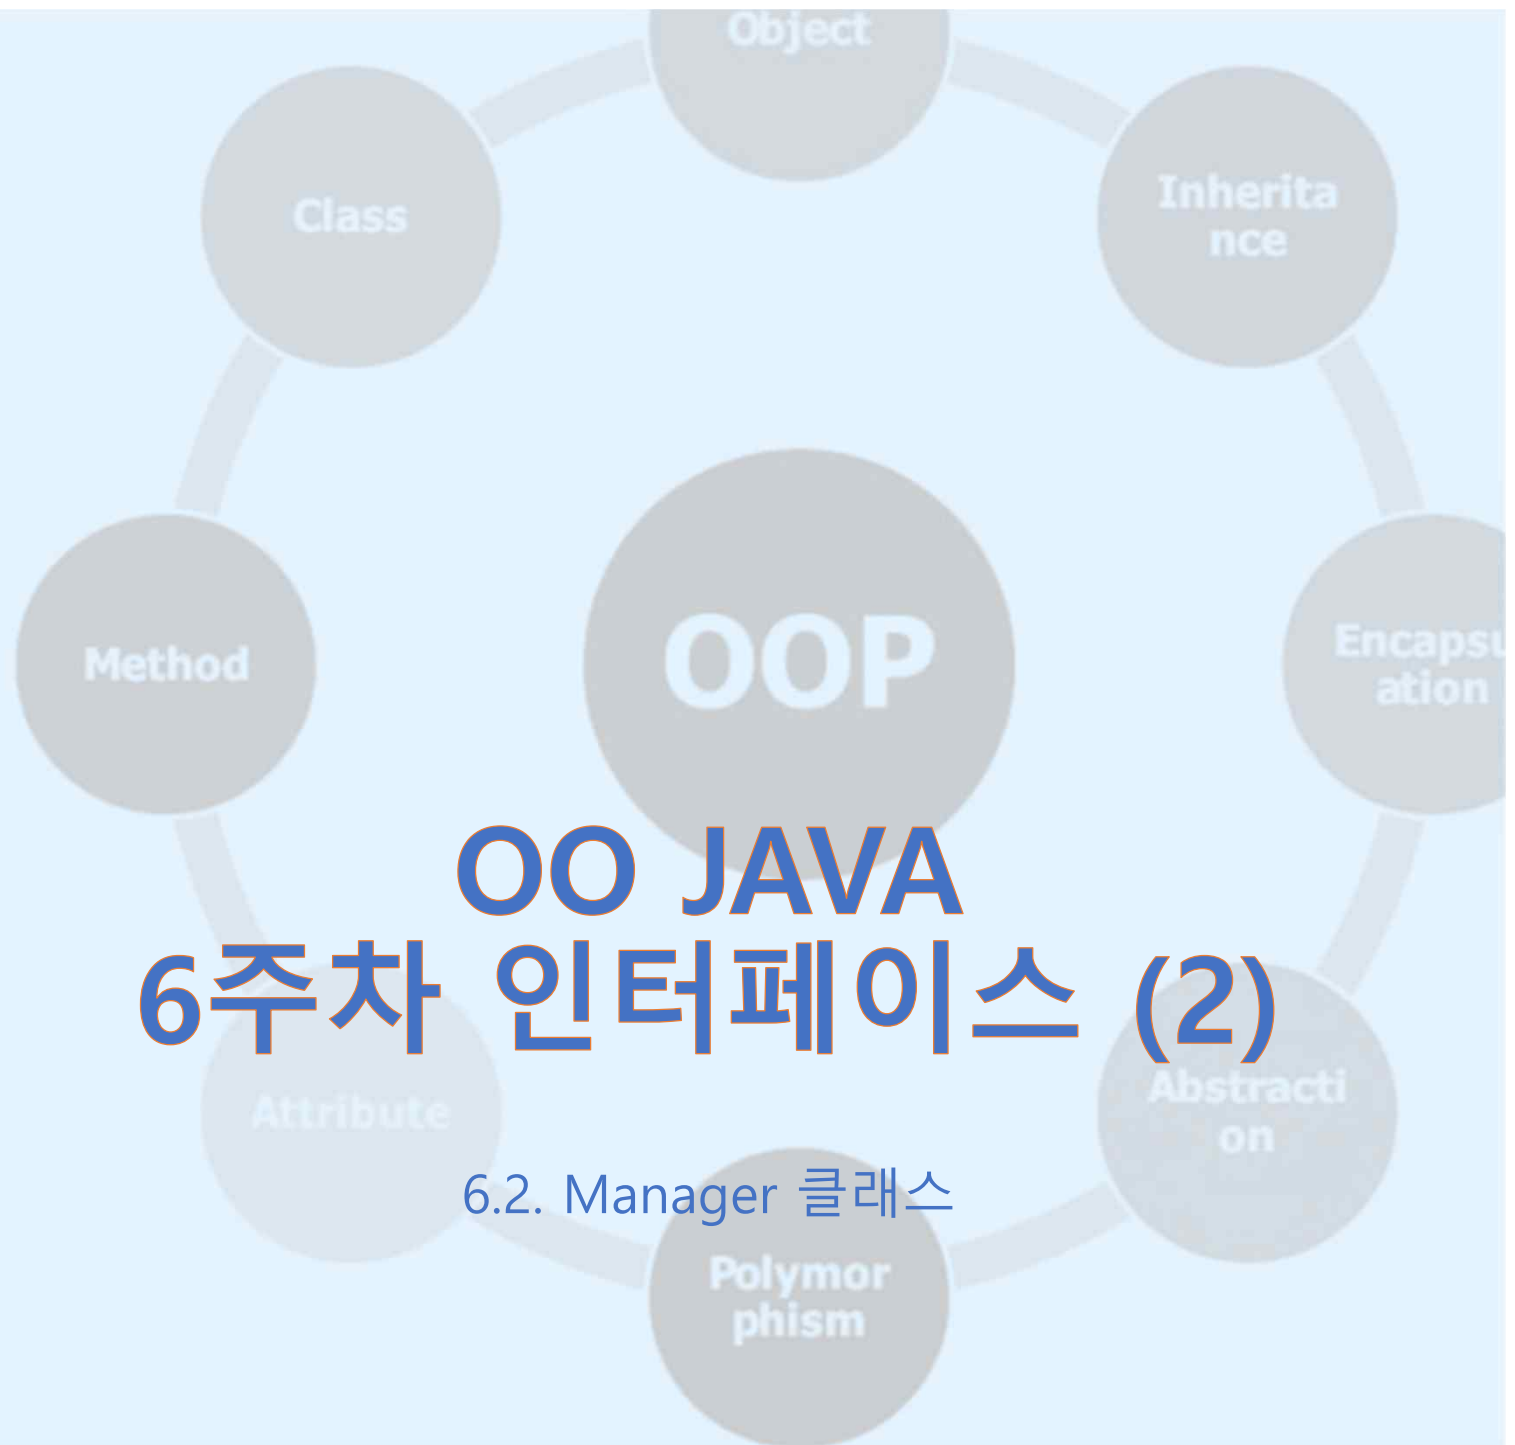 Object
Class
Inherita
nce
Method
OOP
Encapsu
ation
OO JAVA
6주차 인터페이스 (2)
Attribute
Abstracti
on
6.2. Manager 클래스
Polymor
phism